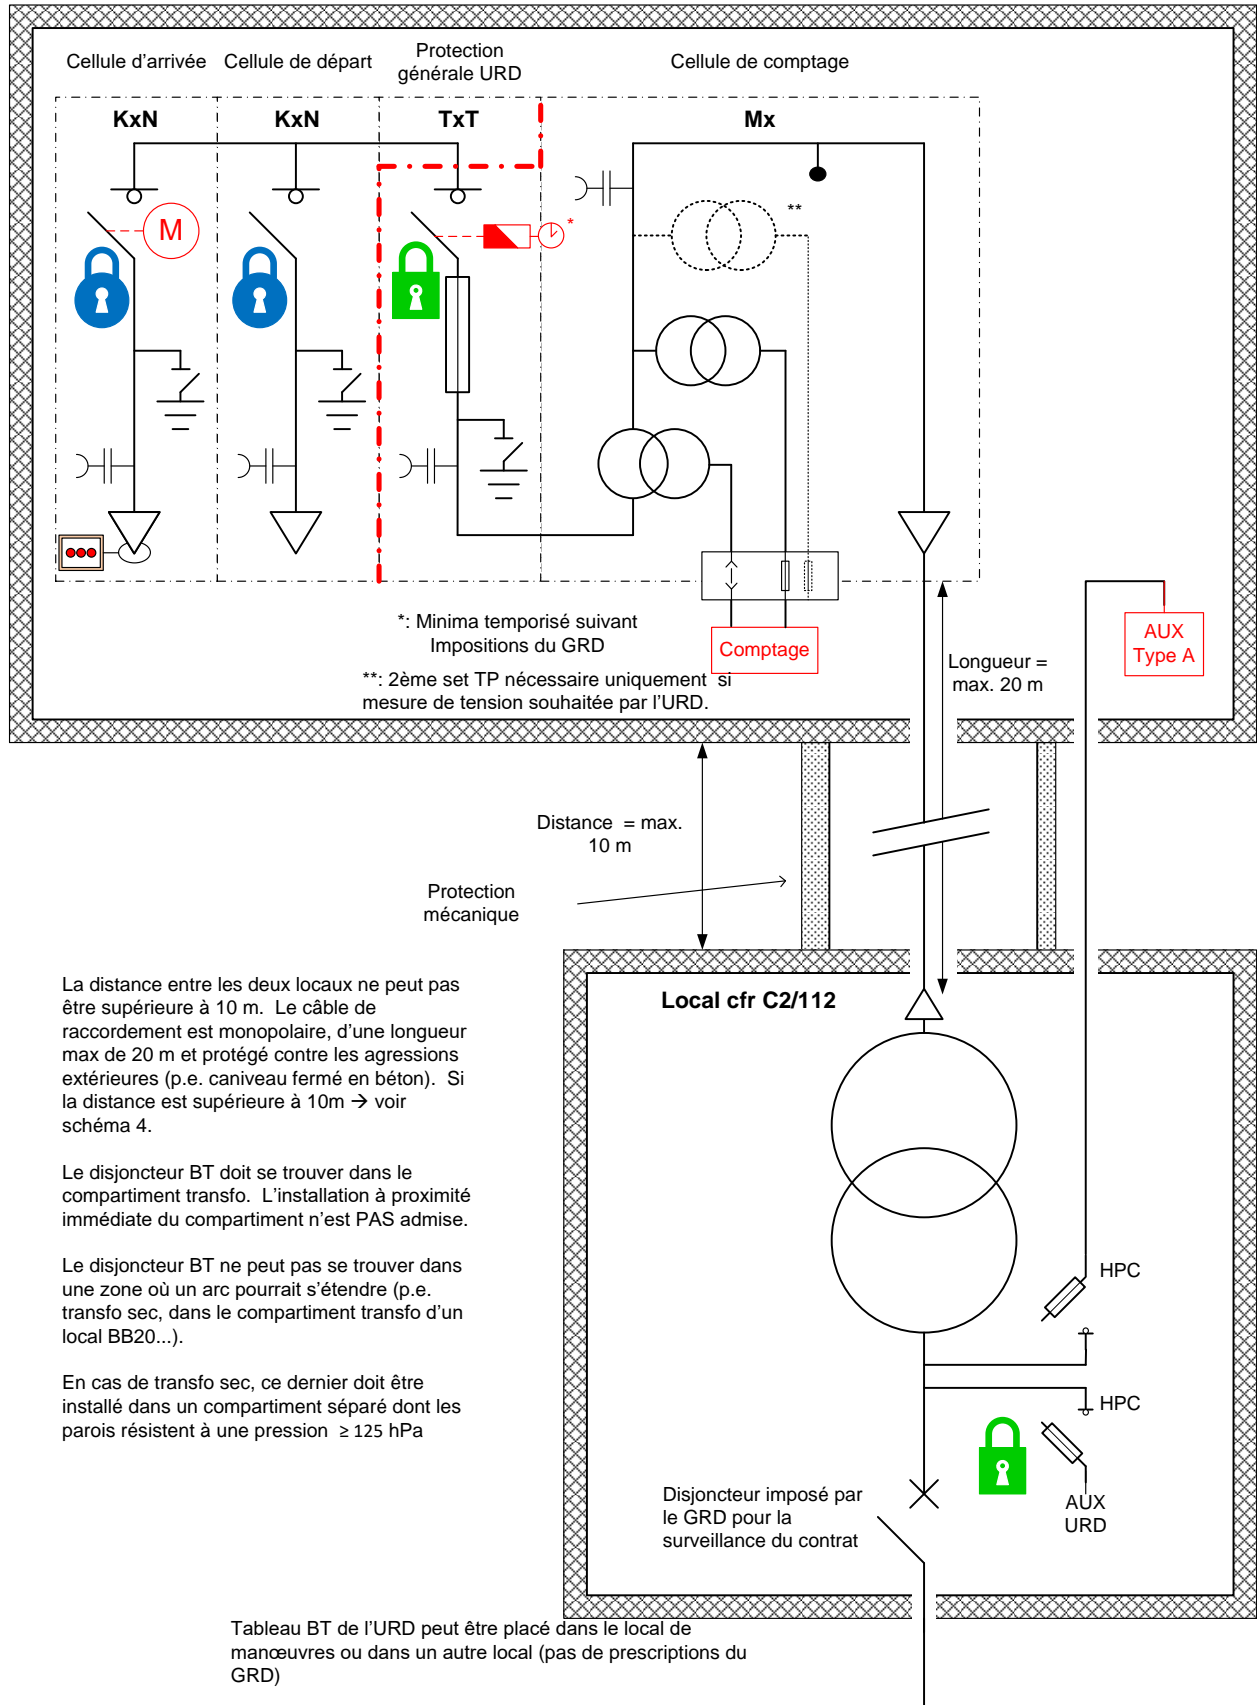 Cellule d'arrivée
Cellule de départ
Protection
générale URD
Cellule de comptage
KxN
KxN
TxT
Mx
M
*
**
*: Minima temporisé suivant
Impositions du GRD
**: 2ème set TP nécessaire uniquement si
mesure de tension souhaitée par l'URD.
Comptage
Longueur =
max. 20 m
AUX
Type A
Distance = max.
10 m
Protection
mécanique
La distance entre les deux locaux ne peut pas
être supérieure à 10 m. Le câble de
raccordement est monopolaire, d'une longueur
max de 20 m et protégé contre les agressions
extérieures (p.e. caniveau fermé en béton). Si
la distance est supérieure à 10m → voir
schéma 4.
Le disjoncteur BT doit se trouver dans le
compartiment transfo. L'installation à proximité
immédiate du compartiment n'est PAS admise.
Le disjoncteur BT ne peut pas se trouver dans
une zone où un arc pourrait s'étendre (p.e.
transfo sec, dans le compartiment transfo d'un
local BB20...).
En cas de transfo sec, ce dernier doit être
installé dans un compartiment séparé dont les
parois résistent à une pression ≥ 125 hPa
Local cfr C2/112
HPC
HPC
AUX
URD
Disjoncteur imposé par
le GRD pour la
surveillance du contrat
Tableau BT de l'URD peut être placé dans le local de
manœuvres ou dans un autre local (pas de prescriptions du
GRD)